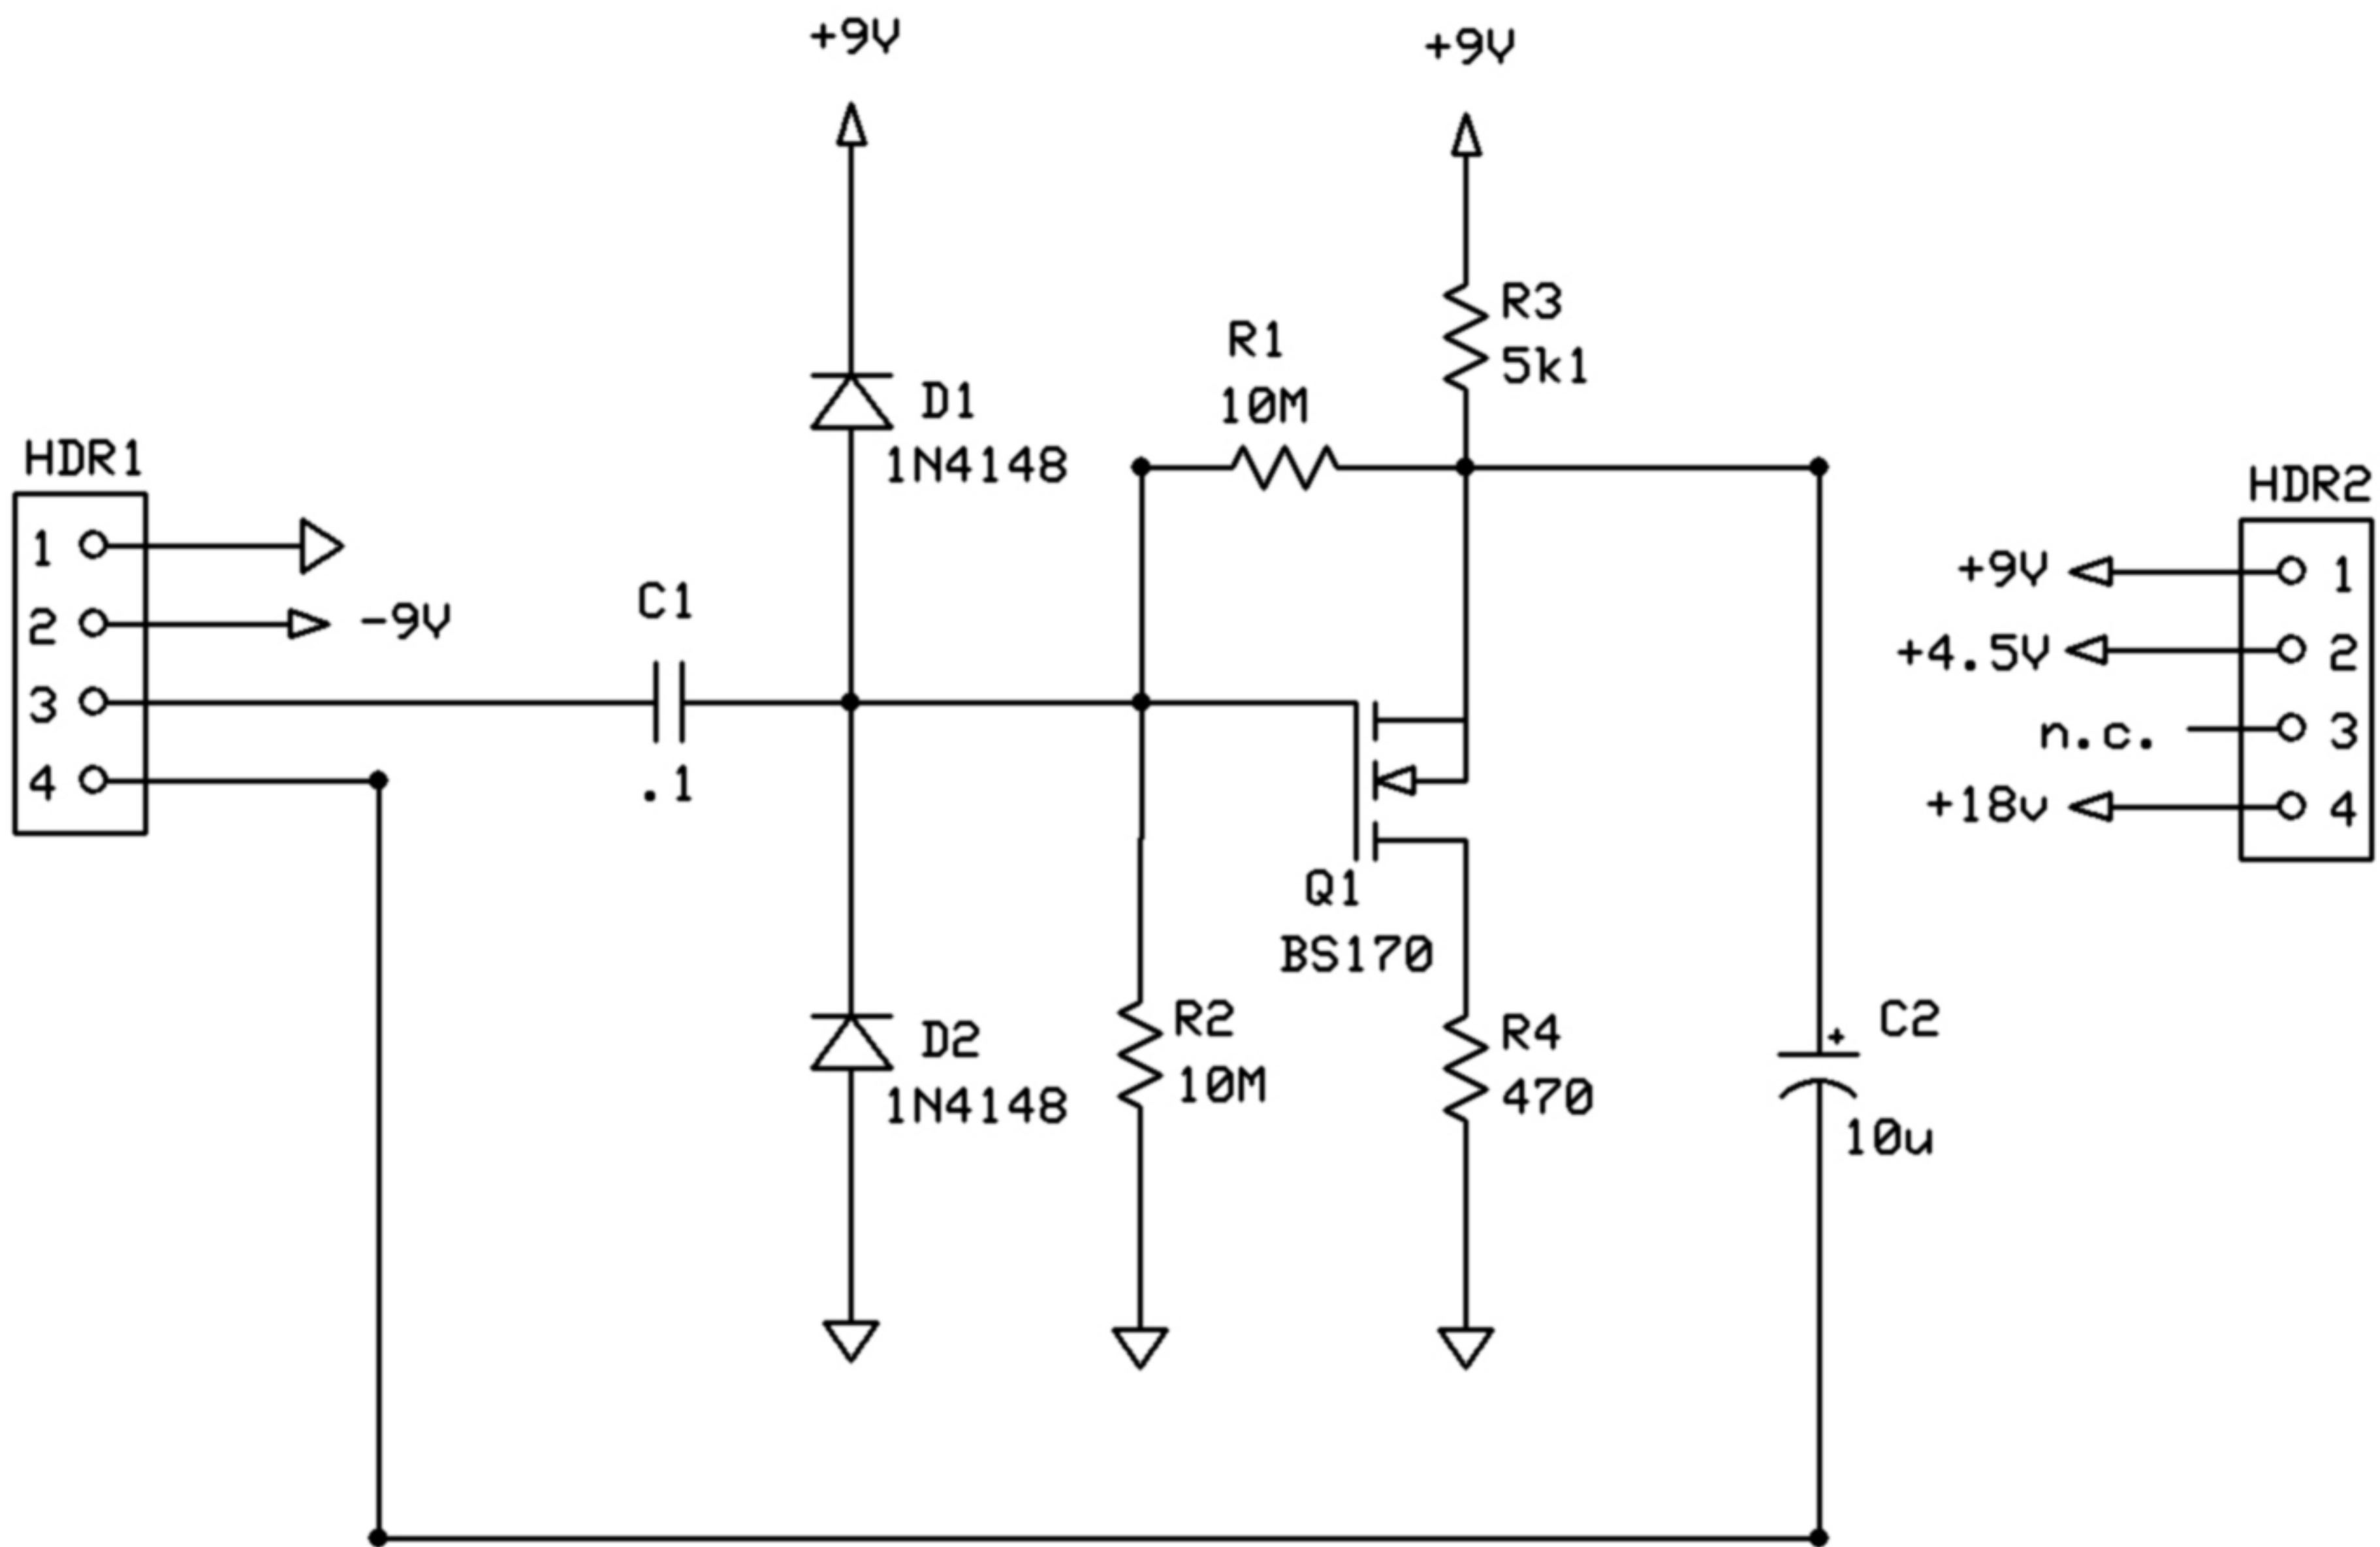 +9V
+9V
R3
5k1
R1
10M
D1
1N4148
HDR1
1
2
3
4
-9V
C1
.1
HDR2
+9V
1
+4.5V
2
n.c.
3
+18v
4
Q1
BS170
D2
1N4148
R2
10M
R4
470
C2
+
10u